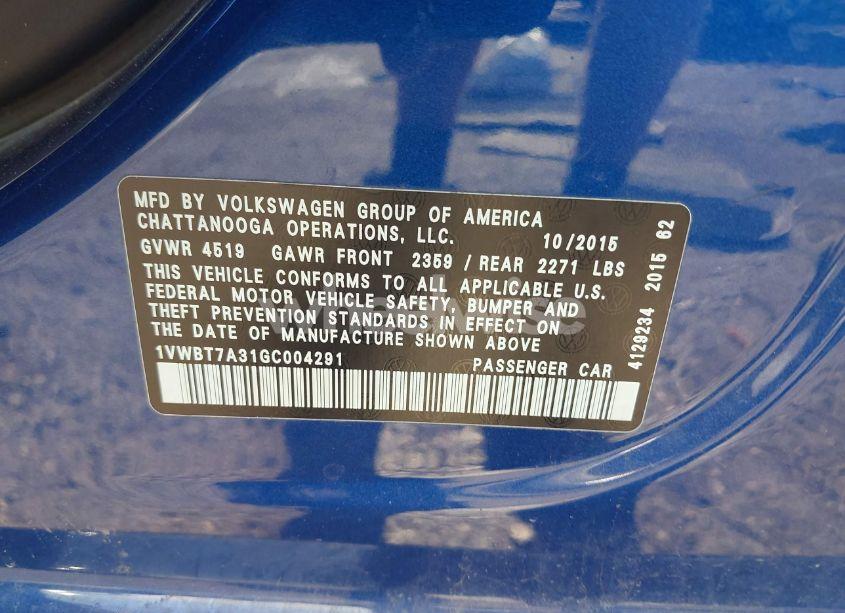 MFD BY VOLKSWAGEN GROUP OF AMERICA
CHATTANOOGA OPERATIONS, LLC. 10/2015
GVWR 4519 GAWR FRONT 2359 / REAR 2271 LBS
THIS VEHICLE CONFORMS TO ALL APPLICABLE U.S.
FEDERAL MOTOR VEHICLE SAFETY, BUMPER AND
THEFT PREVENTION STANDARDS IN EFFECT ON
THE DATE OF MANUFACTURE SHOWN ABOVE
1VWBT7A31GC004291 PASSENGER CAR
4129234 2015 62